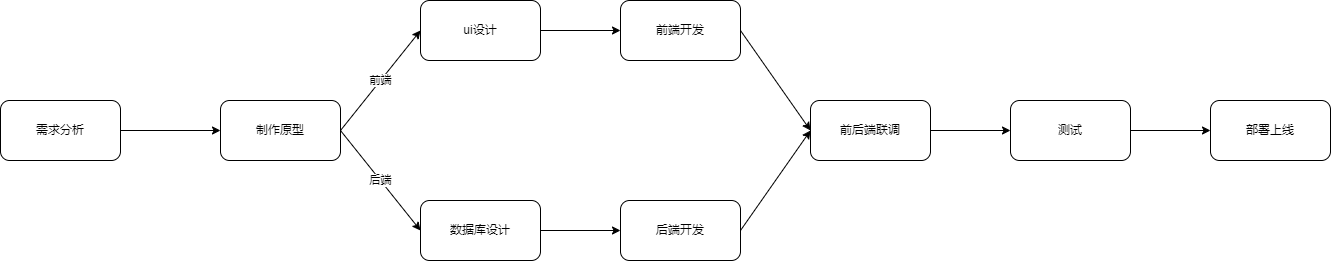 需求分析
制作原型
前端
ui设计
前端开发
后端
数据库设计
后端开发
前后端联调
测试
部署上线